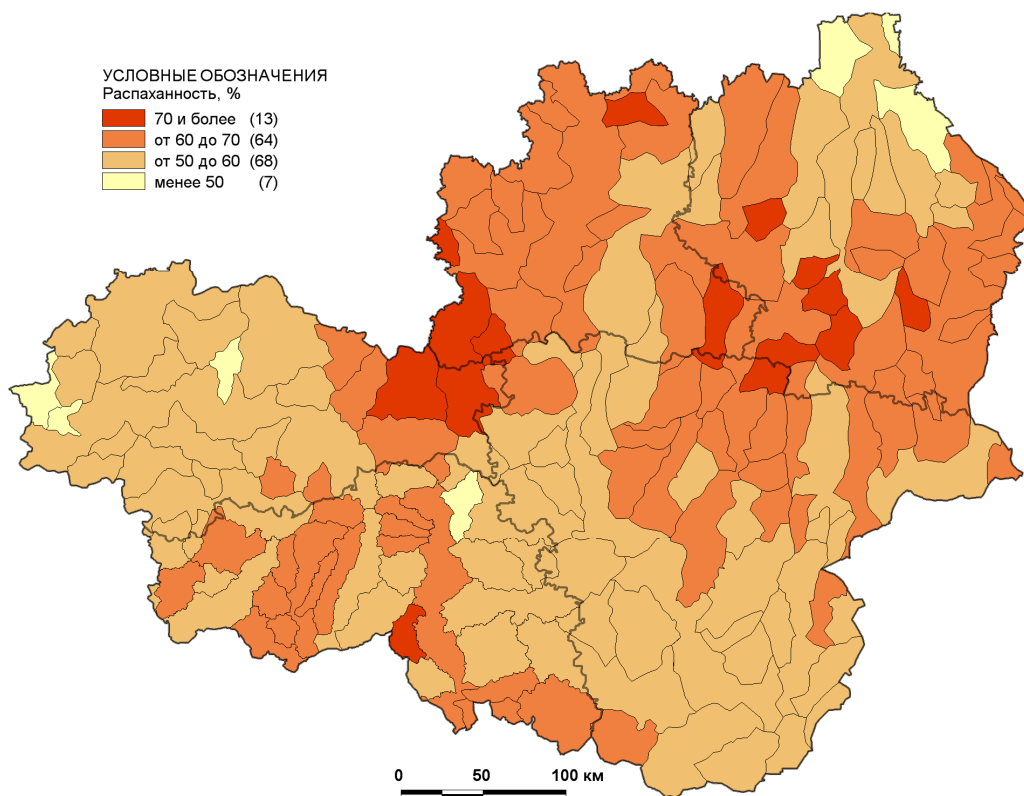 УСЛОВНЫЕ ОБОЗНАЧЕНИЯ
Распаханность, %
70 и более (13)
от 60 до 70 (64)
от 50 до 60 (68)
менее 50 (7)
0 50 100 км